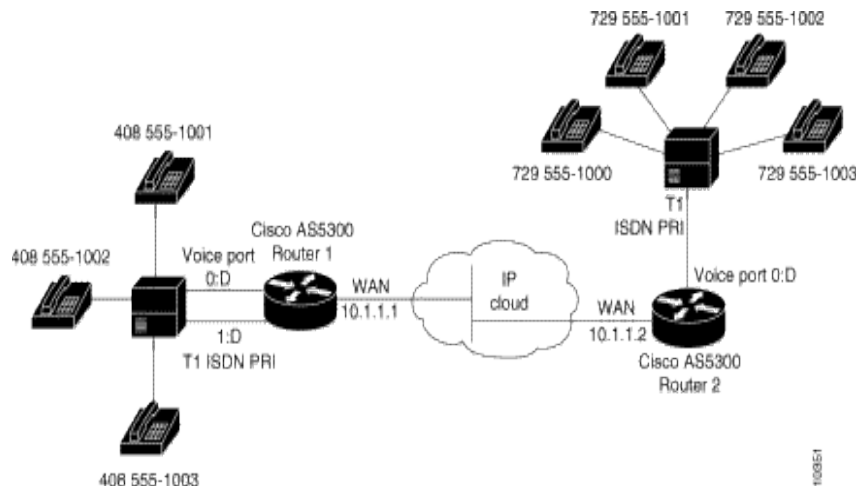 729 555-1001
729 555-1002
408 555-1001
729 555-1000
729 555-1003
T1
ISDN PRI
Cisco AS5300
Router 1
408 555-1002
Voice port
0:D
WAN
10.1.1.1
IP
cloud
Voice port 0:D
1:D
T1 ISDN PRI
WAN
10.1.1.2
Cisco AS5300
Router 2
408 555-1003
10351